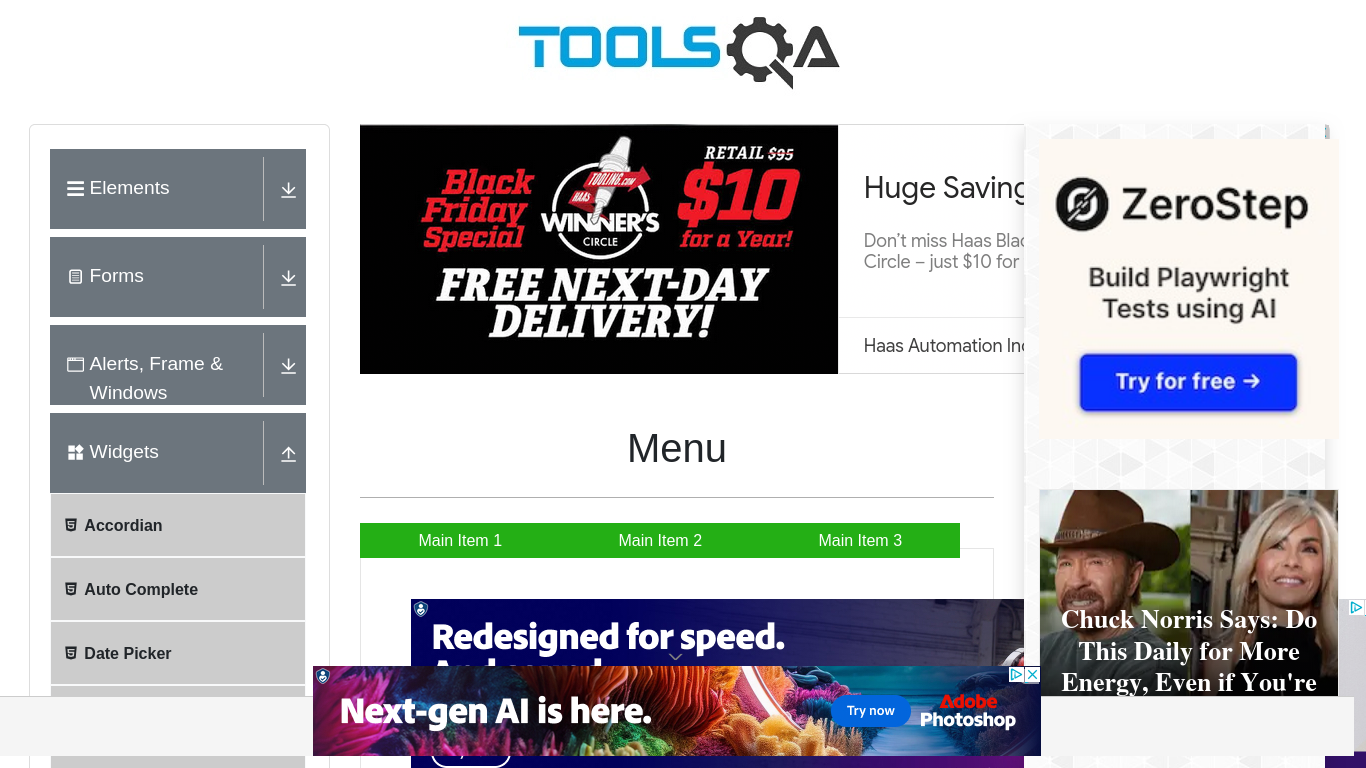 TOOLSQA
Elements
Forms
Alerts, Frame &
Windows
Widgets
Accordian
Auto Complete
Date Picker
Black
Friday
Special
TOOLING.COM
HAAS
WINNER'S
CIRCLE
RETAIL $95
$10
for a Year!
FREE NEXT-DAY
DELIVERY!
Huge Saving
Don't miss Haas Blac
Circle – just $10 for
Haas Automation Inc
ZeroStep
Build Playwright
Tests using AI
Try for free →
Menu
Main Item 1
Main Item 2
Main Item 3
Redesigned for speed.
Chuck Norris Says: Do
This Daily for More
Energy, Even if You're
Next-gen AI is here.
Try now
Adobe
Photoshop